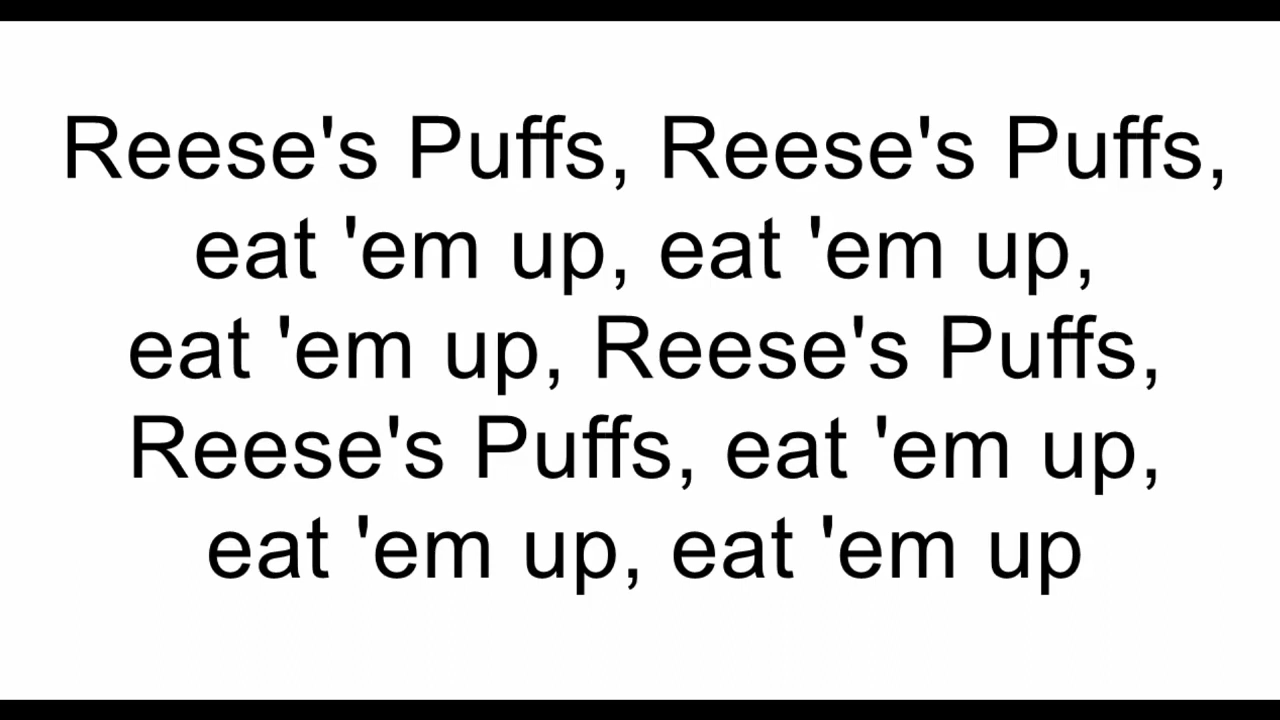 Reese's Puffs, Reese's Puffs,
eat 'em up, eat 'em up,
eat 'em up, Reese's Puffs,
Reese's Puffs, eat 'em up,
eat 'em up, eat 'em up